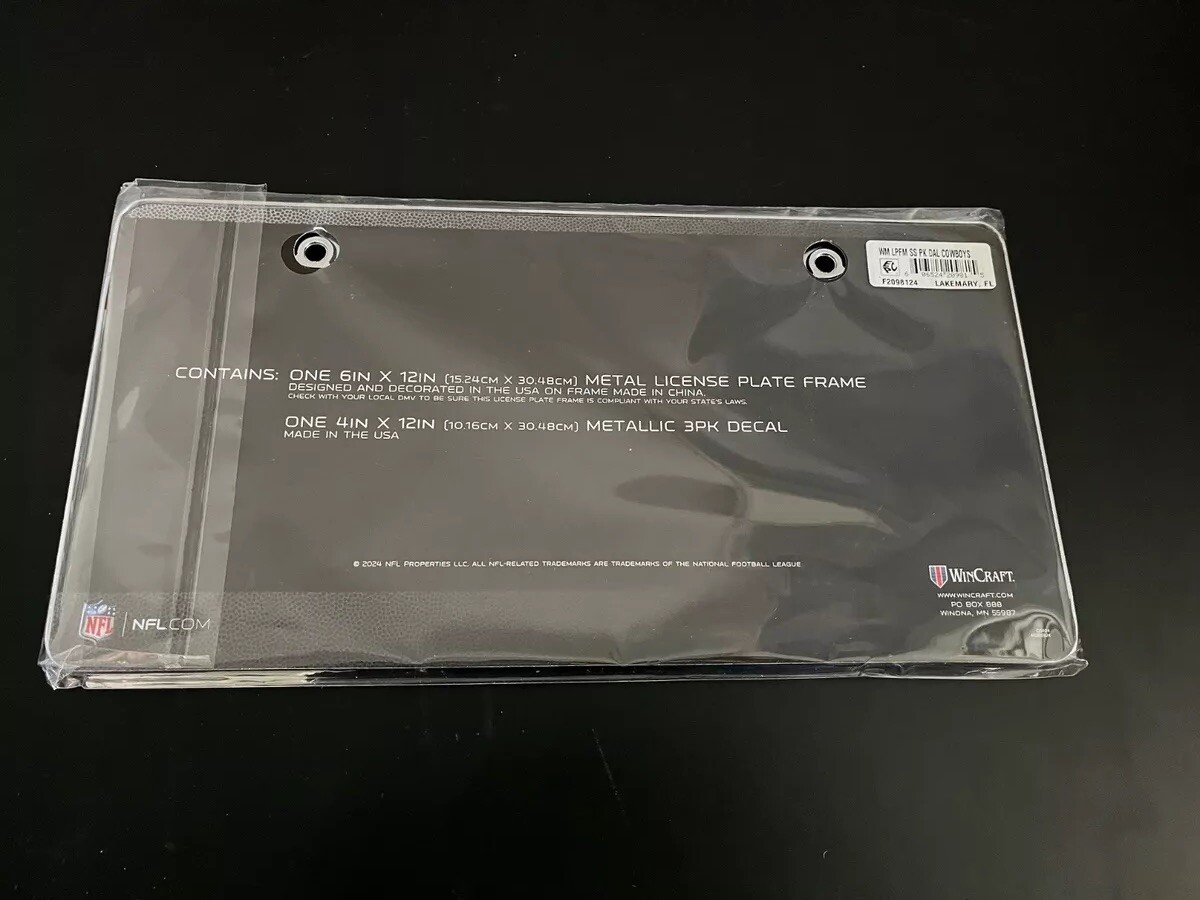 WM LPFM SS PK DAL COWBOYS
F2098124 LAKEMARY, FL
CONTAINS: ONE 6IN X 12IN (15.24CM X 30.48CM) METAL LICENSE PLATE FRAME
DESIGNED AND DECORATED IN THE USA ON FRAME MADE IN CHINA.
CHECK WITH YOUR LOCAL DMV TO BE SURE THIS LICENSE PLATE FRAME IS COMPLIANT WITH YOUR STATE'S LAWS.
ONE 4IN X 12IN (10.16CM X 30.48CM) METALLIC 3PK DECAL
MADE IN THE USA
© 2024 NFL PROPERTIES LLC. ALL NFL-RELATED TRADEMARKS ARE TRADEMARKS OF THE NATIONAL FOOTBALL LEAGUE.
NFL | NFL.COM
WINCRAFT.
WWW.WINCRAFT.COM
PO BOX 888
WINONA, MN 55987